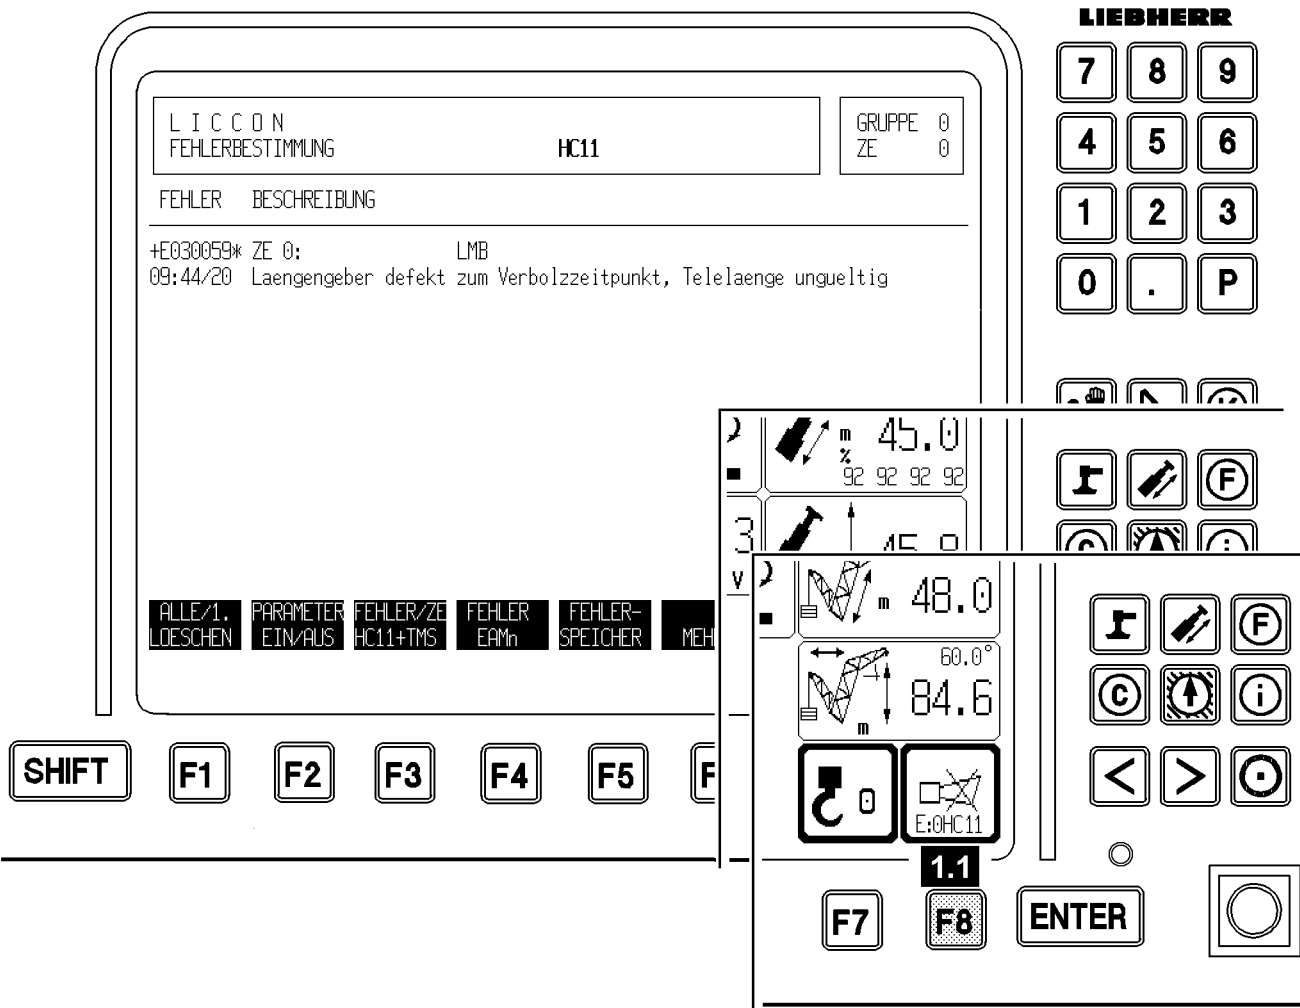 LIEBHERR
7 8 9
LICCON
FEHLERBESTIMMUNG HC11
GRUPPE 0
ZE 0
4 5 6
FEHLER BESCHREIBUNG
1 2 3
+E030059* ZE 0: LMB
09:44/20 Laengengeber defekt zum Verbolzzeitpunkt, Telelaenge ungueltig
0 . P
m 45.0
%
92 92 92 92
F
3
V
m 48.0
ALLE/1. LOESCHEN
PARAMETER EIN/AUS
FEHLER/ZE HC11+TMS
FEHLER EAMn
FEHLER- SPEICHER
F
60.0°
84.6
m
C i
SHIFT F1 F2 F3 F4 F5
< >
0
E:0HC11
1.1
F7 F8 ENTER